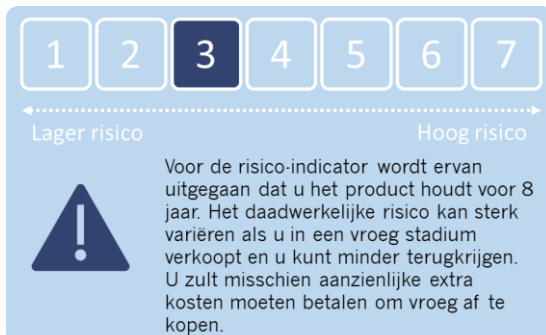 1 2 3 4 5 6 7
Lager risico Hoog risico
Voor de risico-indicator wordt ervan
uitgegaan dat u het product houdt voor 8
jaar. Het daadwerkelijke risico kan sterk
variëren als u in een vroeg stadium
verkoopt en u kunt minder terugkrijgen.
U zult misschien aanzienlijke extra
kosten moeten betalen om vroeg af te
kopen.